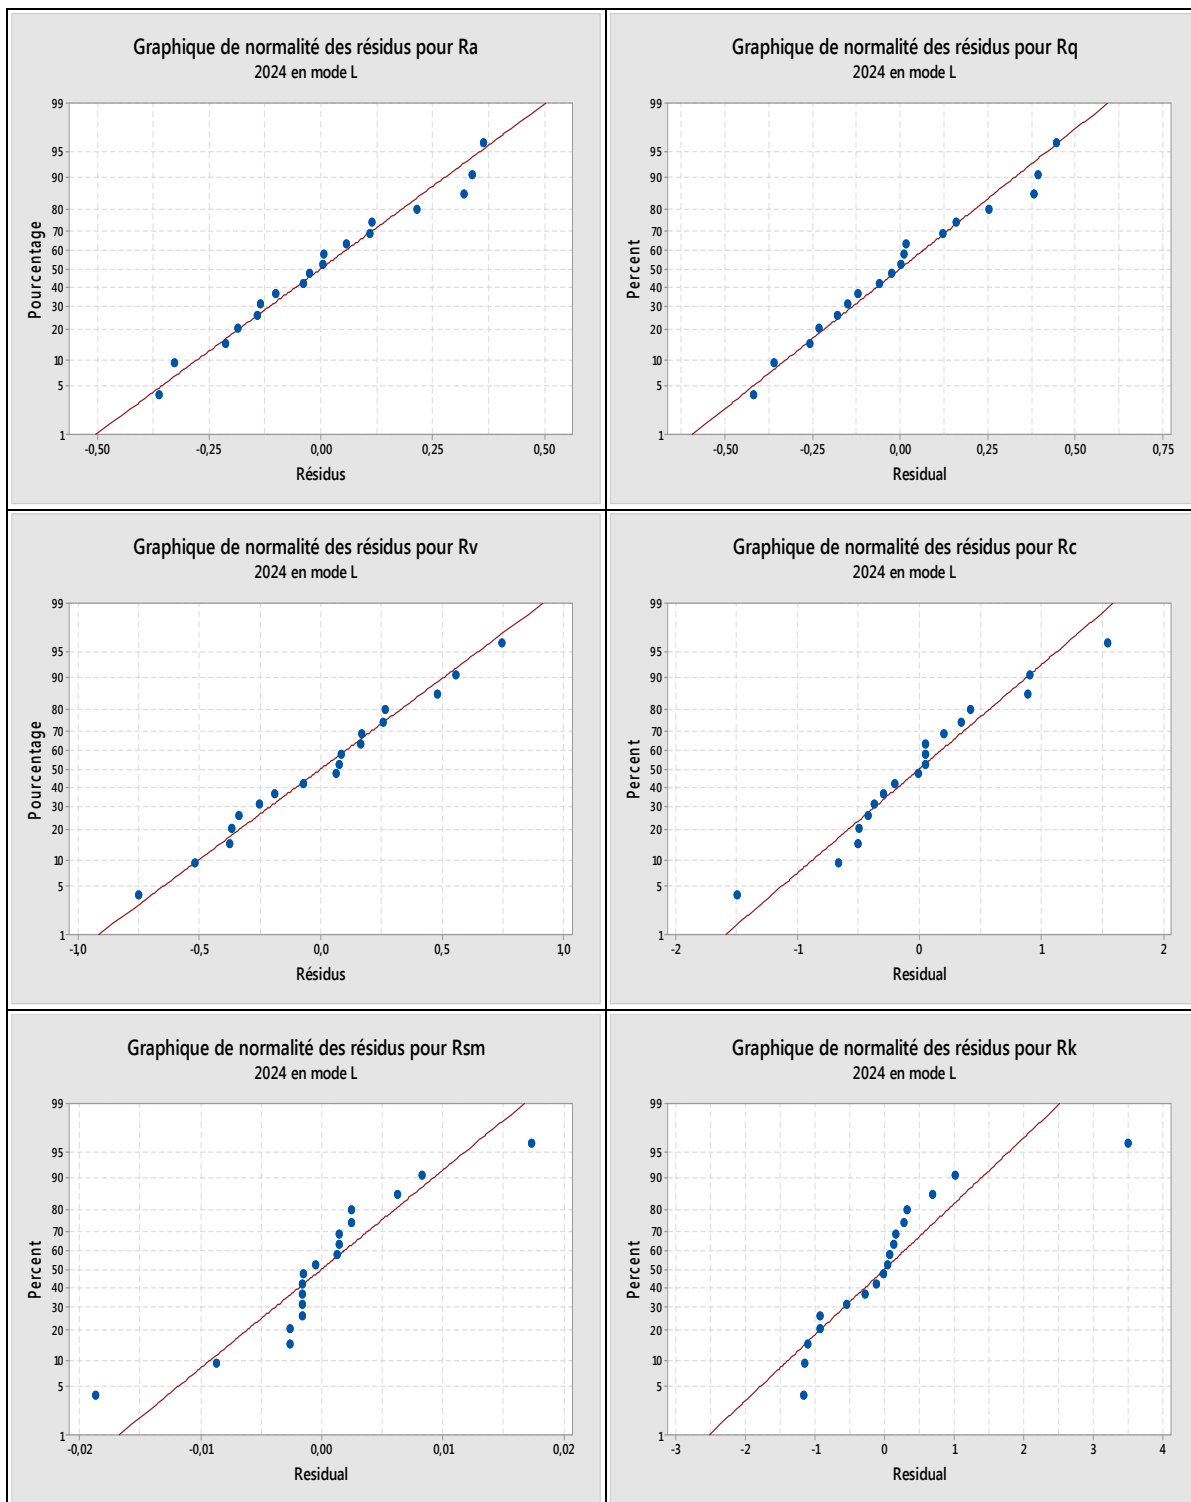 Graphique de normalité des résidus pour Ra
2024 en mode L
99
95
90
80
70
60
50
40
30
20
10
5
1
Pourcentage
-0,50 -0,25 0,00 0,25 0,50
Résidus
Graphique de normalité des résidus pour Rq
2024 en mode L
99
95
90
80
70
60
50
40
30
20
10
5
1
Percent
-0,50 -0,25 0,00 0,25 0,50 0,75
Residual
Graphique de normalité des résidus pour Rv
2024 en mode L
99
95
90
80
70
60
50
40
30
20
10
5
1
Pourcentage
-1,0 -0,5 0,0 0,5 1,0
Résidus
Graphique de normalité des résidus pour Rc
2024 en mode L
99
95
90
80
70
60
50
40
30
20
10
5
1
Percent
-2 -1 0 1 2
Residual
Graphique de normalité des résidus pour Rsm
2024 en mode L
99
95
90
80
70
60
50
40
30
20
10
5
1
Percent
-0,02 -0,01 0,00 0,01 0,02
Residual
Graphique de normalité des résidus pour Rk
2024 en mode L
99
95
90
80
70
60
50
40
30
20
10
5
1
Percent
-3 -2 -1 0 1 2 3 4
Residual